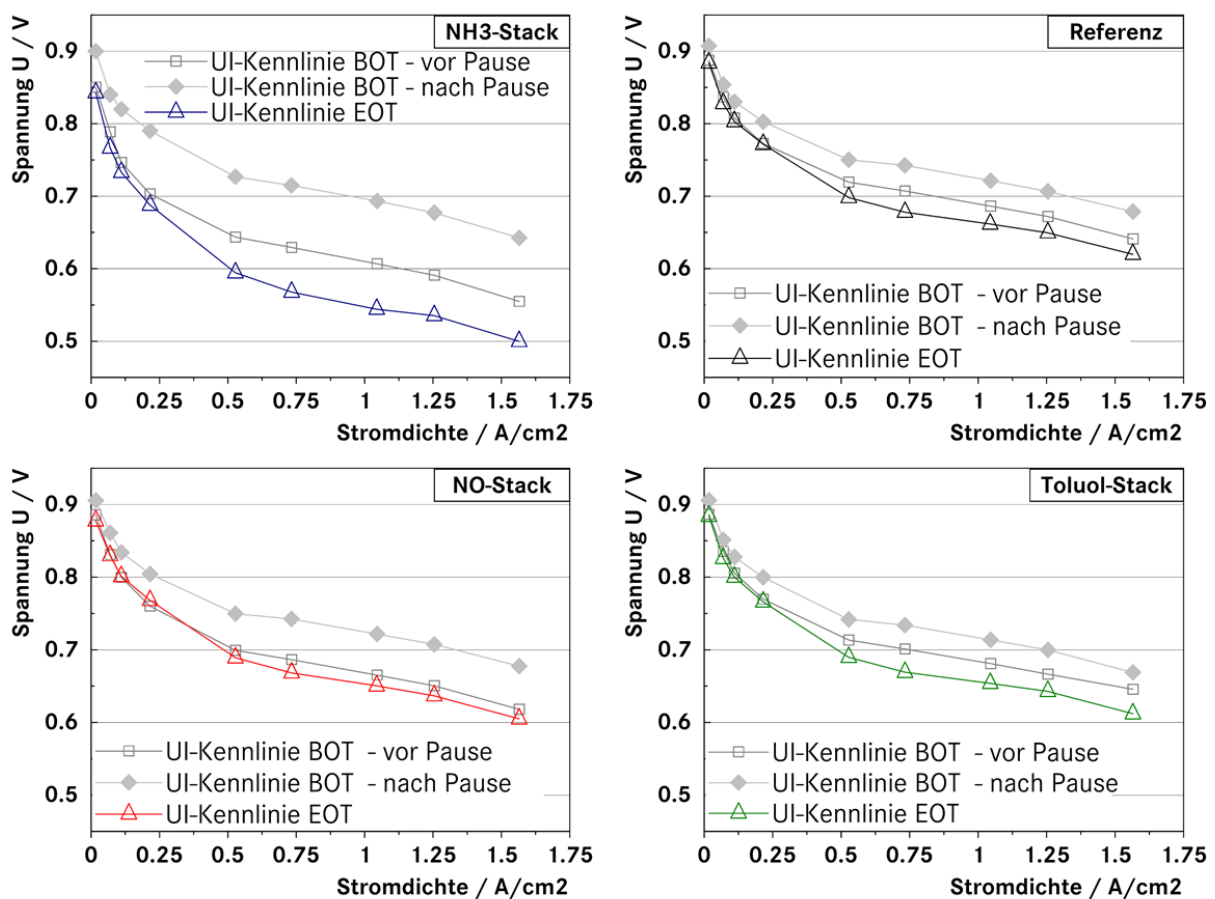 NH3-Stack
Spannung U / V
0.9
0.8
0.7
0.6
0.5
UI-Kennlinie BOT - vor Pause
UI-Kennlinie BOT - nach Pause
UI-Kennlinie EOT
0 0.25 0.5 0.75 1 1.25 1.5 1.75
Stromdichte / A/cm2
Referenz
Spannung U / V
0.9
0.8
0.7
0.6
0.5
UI-Kennlinie BOT - vor Pause
UI-Kennlinie BOT - nach Pause
UI-Kennlinie EOT
0 0.25 0.5 0.75 1 1.25 1.5 1.75
Stromdichte / A/cm2
NO-Stack
Spannung U / V
0.9
0.8
0.7
0.6
0.5
UI-Kennlinie BOT - vor Pause
UI-Kennlinie BOT - nach Pause
UI-Kennlinie EOT
0 0.25 0.5 0.75 1 1.25 1.5 1.75
Stromdichte / A/cm2
Toluol-Stack
Spannung U / V
0.9
0.8
0.7
0.6
0.5
UI-Kennlinie BOT - vor Pause
UI-Kennlinie BOT - nach Pause
UI-Kennlinie EOT
0 0.25 0.5 0.75 1 1.25 1.5 1.75
Stromdichte / A/cm2